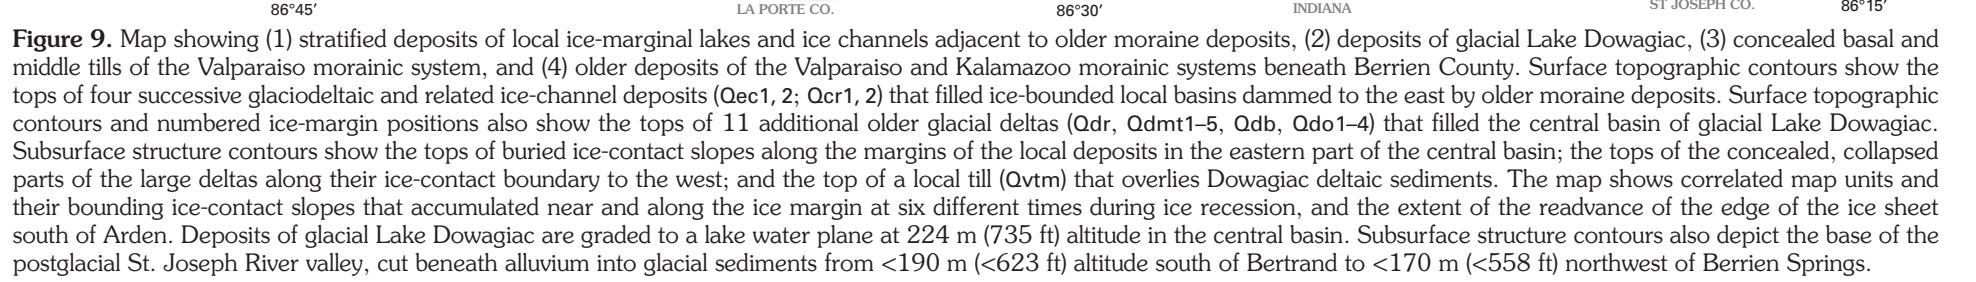 86°45′ LA PORTE CO. 86°30′ INDIANA ST JOSEPH CO. 86°15′
Figure 9. Map showing (1) stratified deposits of local ice-marginal lakes and ice channels adjacent to older moraine deposits, (2) deposits of glacial Lake Dowagiac, (3) concealed basal and
middle tills of the Valparaiso morainic system, and (4) older deposits of the Valparaiso and Kalamazoo morainic systems beneath Berrien County. Surface topographic contours show the
tops of four successive glaciodeltaic and related ice-channel deposits (Qec1, 2; Qcr1, 2) that filled ice-bounded local basins dammed to the east by older moraine deposits. Surface topographic
contours and numbered ice-margin positions also show the tops of 11 additional older glacial deltas (Qdr, Qdmt1–5, Qdb, Qdo1–4) that filled the central basin of glacial Lake Dowagiac.
Subsurface structure contours show the tops of buried ice-contact slopes along the margins of the local deposits in the eastern part of the central basin; the tops of the concealed, collapsed
parts of the large deltas along their ice-contact boundary to the west; and the top of a local till (Qvtm) that overlies Dowagiac deltaic sediments. The map shows correlated map units and
their bounding ice-contact slopes that accumulated near and along the ice margin at six different times during ice recession, and the extent of the readvance of the edge of the ice sheet
south of Arden. Deposits of glacial Lake Dowagiac are graded to a lake water plane at 224 m (735 ft) altitude in the central basin. Subsurface structure contours also depict the base of the
postglacial St. Joseph River valley, cut beneath alluvium into glacial sediments from <190 m (<623 ft) altitude south of Bertrand to <170 m (<558 ft) northwest of Berrien Springs.